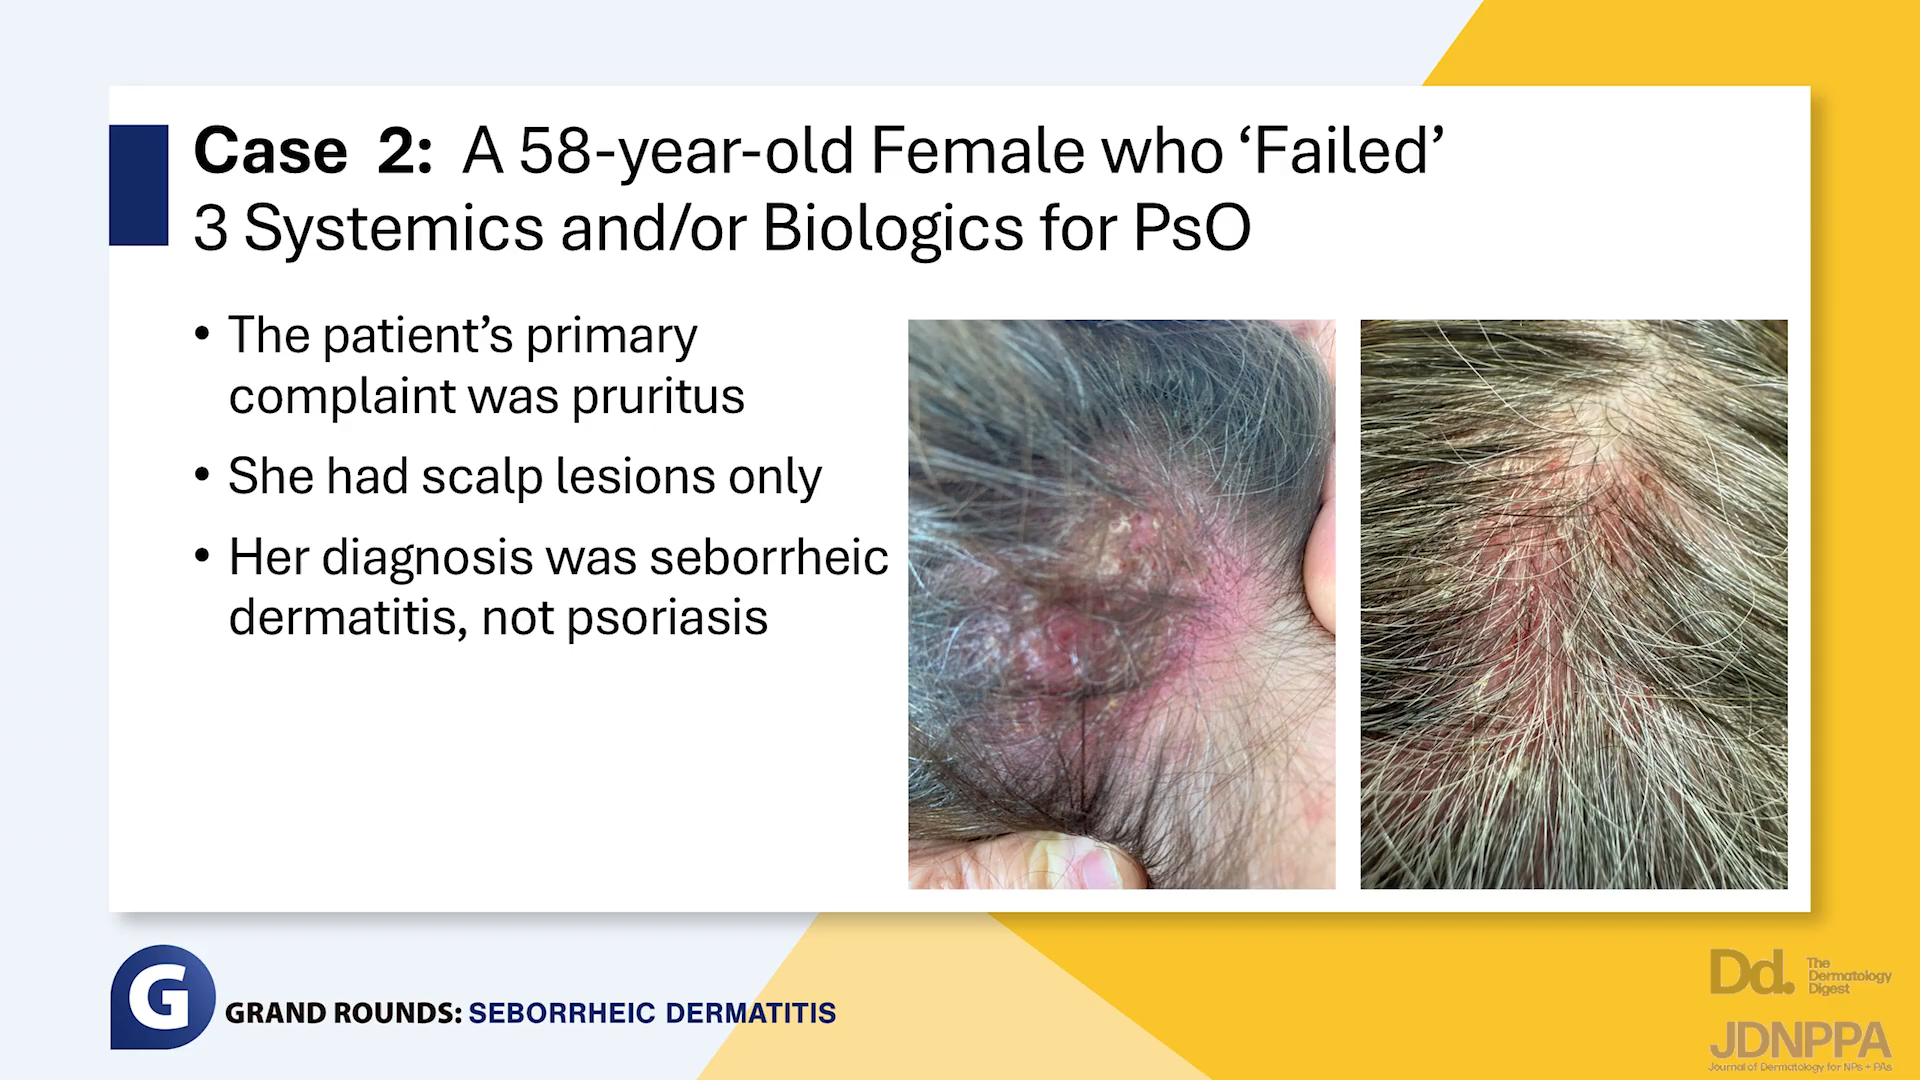 Case 2: A 58-year-old Female who ‘Failed’
3 Systemics and/or Biologics for PsO
• The patient’s primary
complaint was pruritus
• She had scalp lesions only
• Her diagnosis was seborrheic
dermatitis, not psoriasis
G
GRAND ROUNDS: SEBORRHEIC DERMATITIS
Dd.
The
Dermatology
Digest
JDNPPA
Journal of Dermatology for NPs + PAs